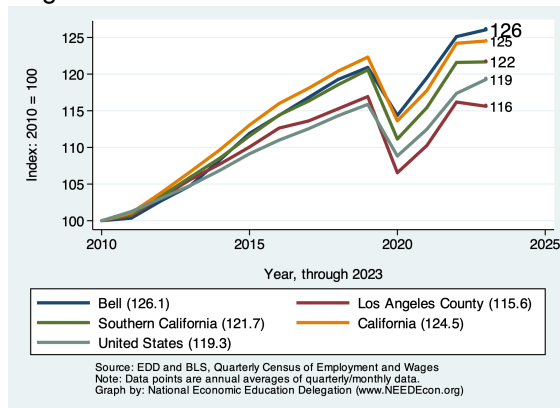 126
125
125
122
120
119
115
116
110
105
100
2010
2015
2020
2025
Index: 2010 = 100
Year, through 2023
Bell (126.1)
Los Angeles County (115.6)
Southern California (121.7)
California (124.5)
United States (119.3)
Source: EDD and BLS, Quarterly Census of Employment and Wages
Note: Data points are annual averages of quarterly/monthly data.
Graph by: National Economic Education Delegation (www.NEEDEcon.org)